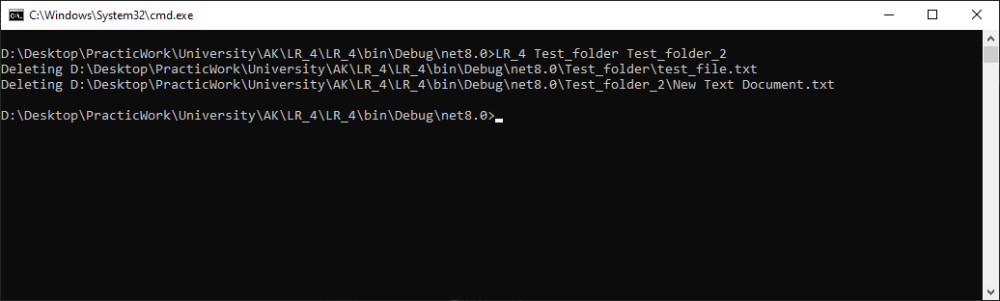 C:\Windows\System32\cmd.exe
D:\Desktop\PracticWork\University\AK\LR_4\LR_4\bin\Debug\net8.0>LR_4 Test_folder Test_folder_2
Deleting D:\Desktop\PracticWork\University\AK\LR_4\LR_4\bin\Debug\net8.0\Test_folder\test_file.txt
Deleting D:\Desktop\PracticWork\University\AK\LR_4\LR_4\bin\Debug\net8.0\Test_folder_2\New Text Document.txt
D:\Desktop\PracticWork\University\AK\LR_4\LR_4\bin\Debug\net8.0>